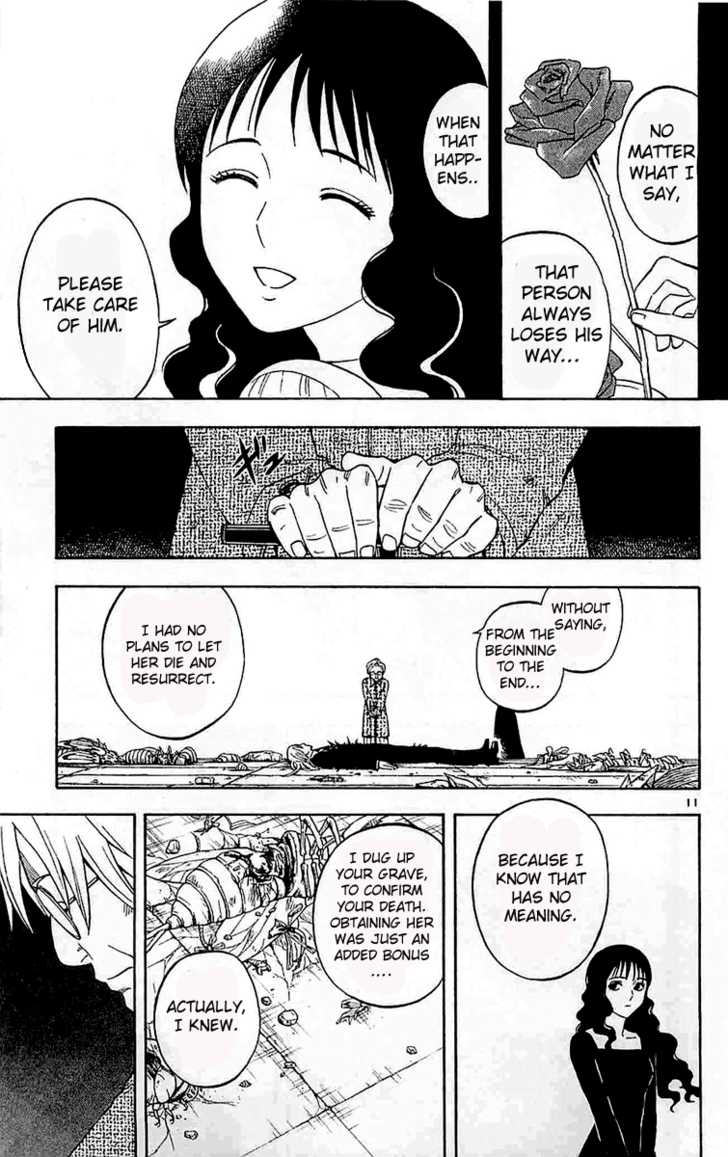 NO
MATTER
WHAT I
SAY,
THAT
PERSON
ALWAYS
LOSES HIS
WAY...
WHEN
THAT
HAPP-
ENS..
PLEASE
TAKE CARE
OF HIM.
ギュ
WITHOUT
SAYING,
FROM THE
BEGINNING
TO THE
END...
I HAD NO
PLANS TO LET
HER DIE AND
RESURRECT.
11
BECAUSE I
KNOW THAT
HAS NO
MEANING.
I DUG UP
YOUR GRAVE,
TO CONFIRM
YOUR DEATH.
OBTAINING HER
WAS JUST AN
ADDED BONUS
....
ACTUALLY,
I KNEW.